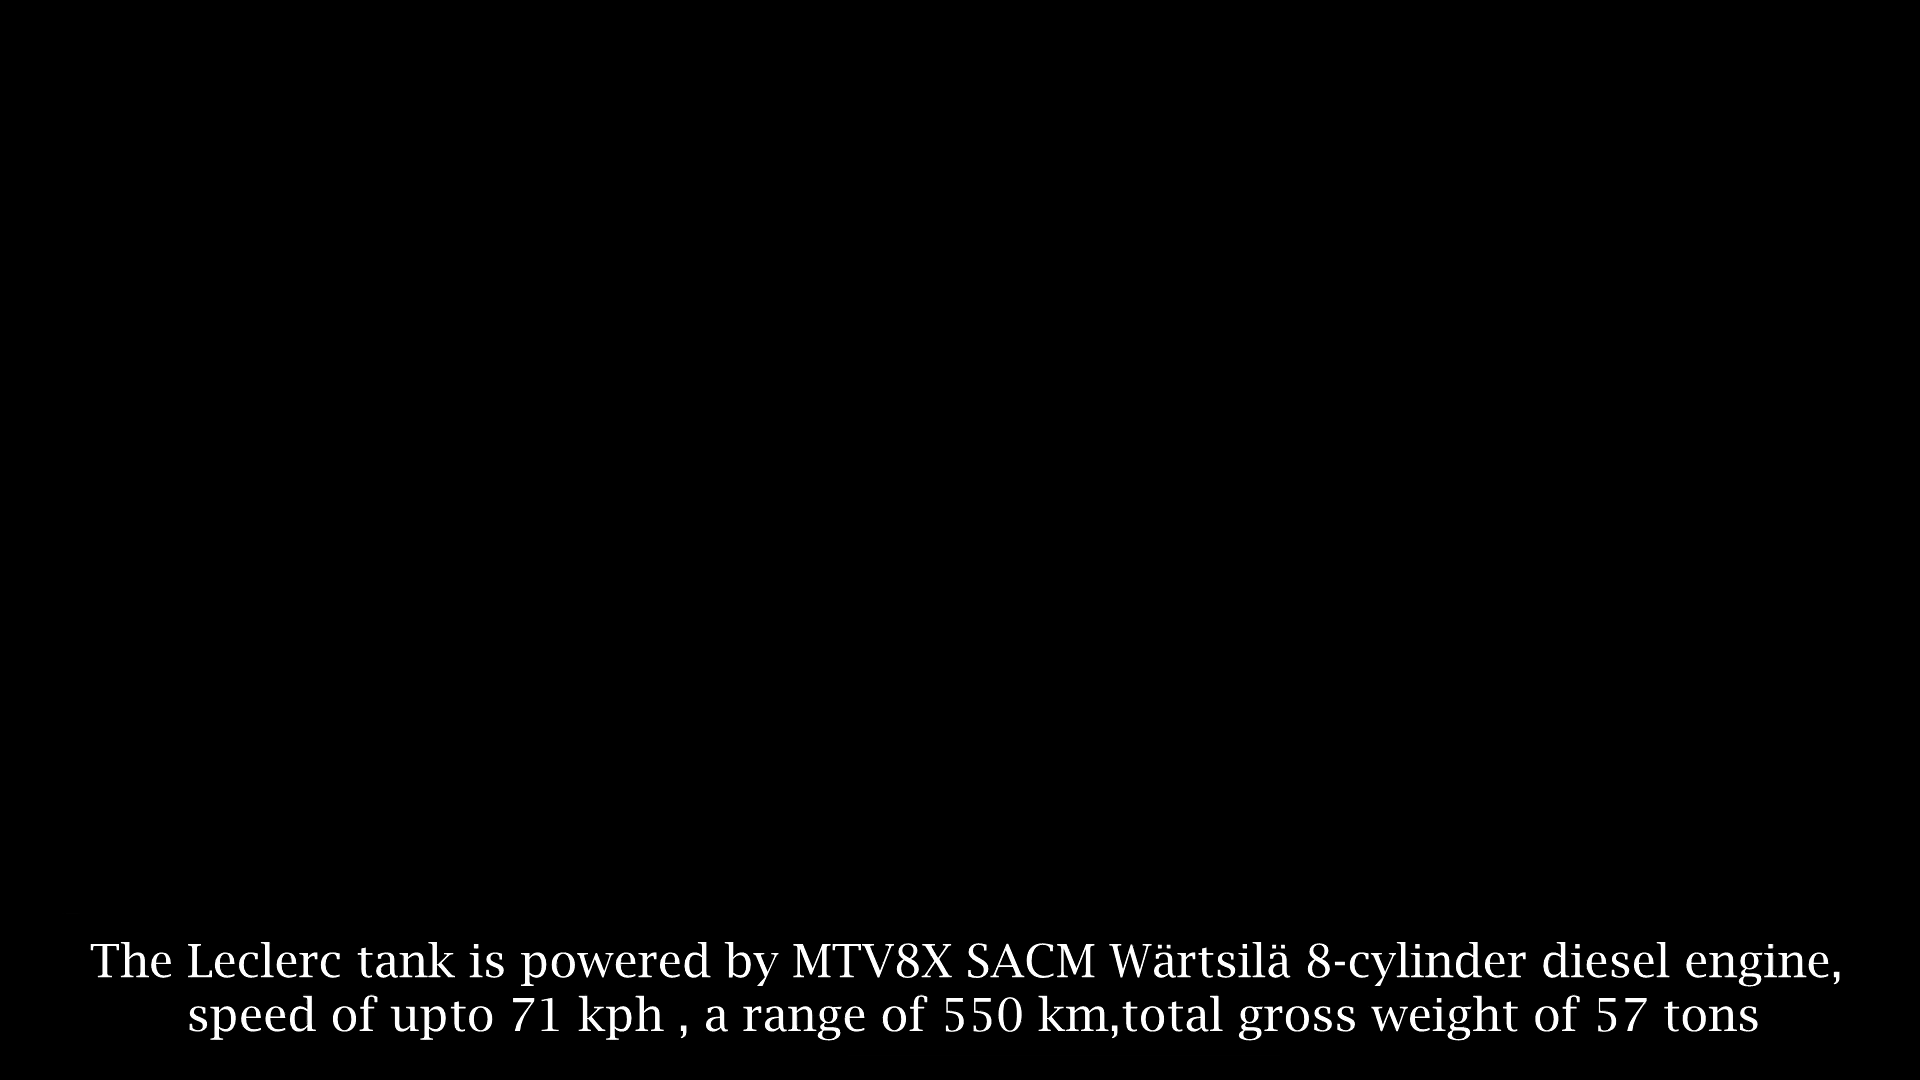 The Leclerc tank is powered by MTV8X SACM Wärtsilä 8-cylinder diesel engine,
speed of upto 71 kph , a range of 550 km,total gross weight of 57 tons